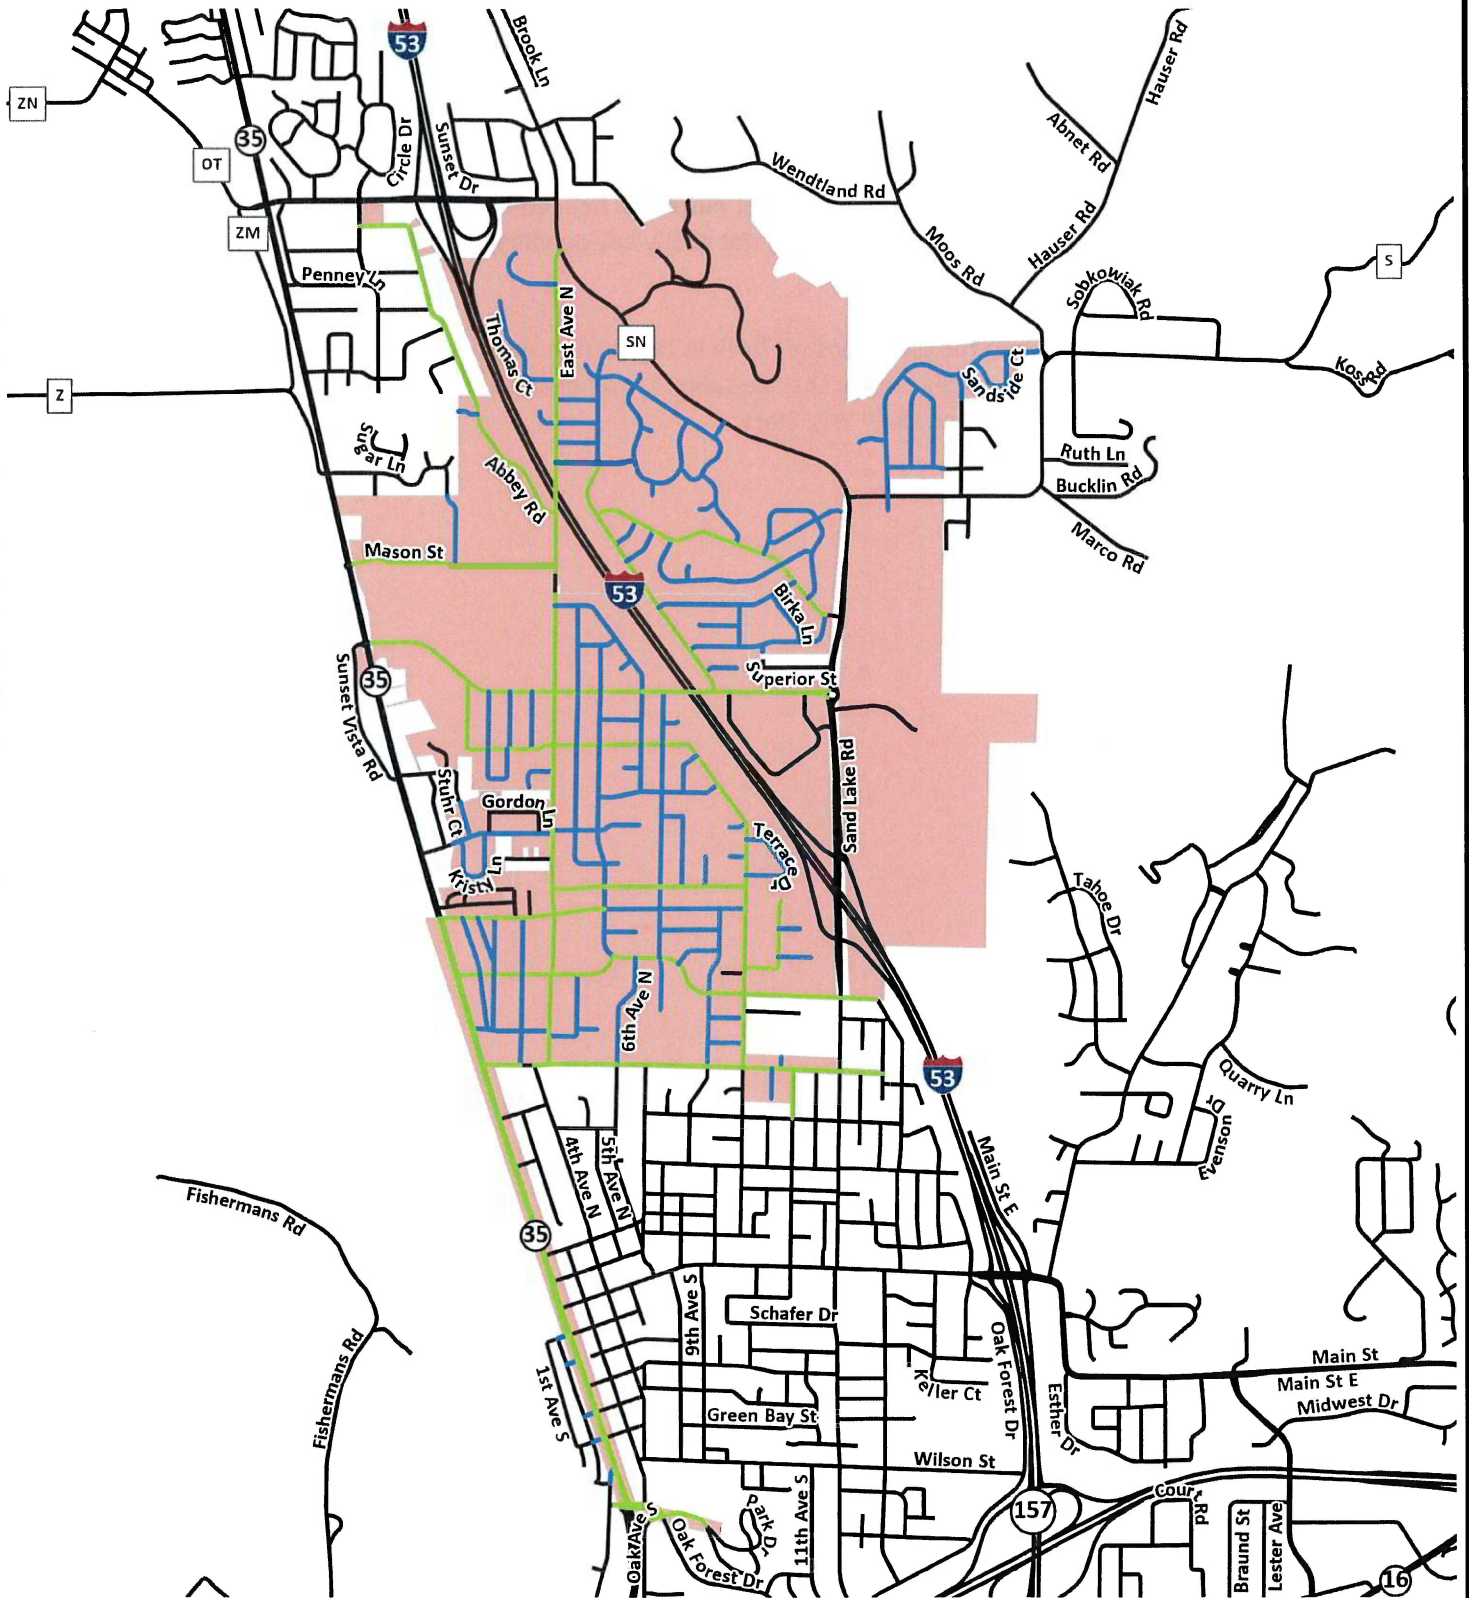 53
Brook Ln
Hauser Rd
ZN
35
OT
Circle Dr
Sunset Dr
Abnet Rd
Wendtland Rd
ZM
Moos Rd
Hauser Rd
S
Penney Ln
East Ave N
Sobkowiak Rd
Thomas Ct
SN
Sandside Ct
Koss Rd
Z
Sugar Ln
Abbey Rd
Ruth Ln
Bucklin Rd
Marco Rd
Mason St
53
Birka Ln
Superior St
Sunset Vista Rd
35
Sand Lake Rd
Stuhr Ct
Gordon Ln
Terrace Dr
Kristy Ln
Tahoe Dr
6th Ave N
53
Quarry Ln
Evenson Dr
Main St E
4th Ave N
5th Ave N
Fishermans Rd
35
9th Ave S
Schafer Dr
Oak Forest Dr
Fishermans Rd
Main St
Main St E
Midwest Dr
Keller Ct
1st Ave S
Esther Dr
Green Bay St
Wilson St
157
Court Rd
Park Dr
11th Ave S
Oak Ave S
Oak Forest Dr
Braund St
Lester Ave
16